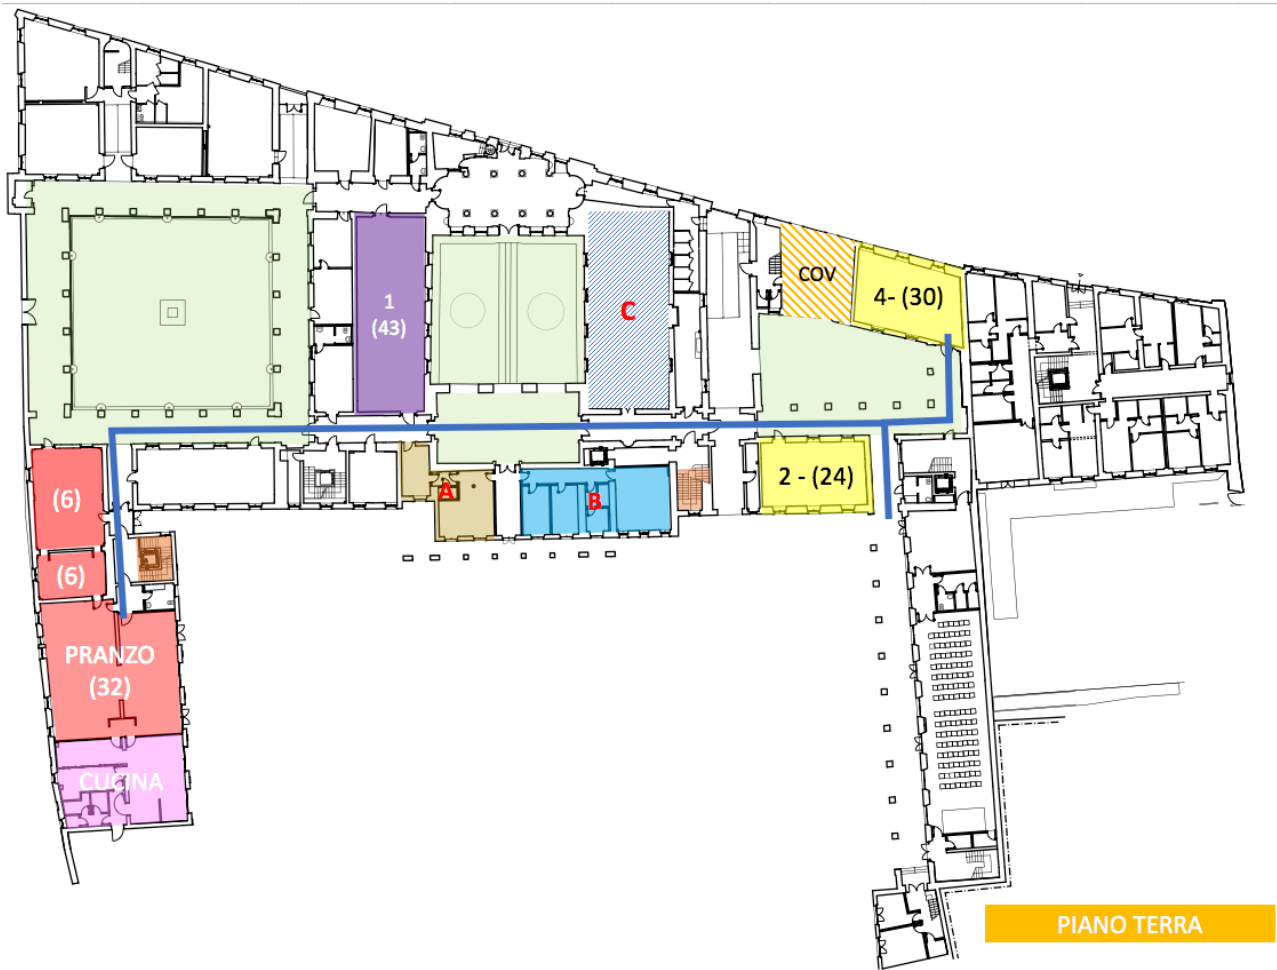 COV
4- (30)
1
(43)
C
2 - (24)
(6)
A
B
(6)
PRANZO
(32)
CUCINA
PIANO TERRA